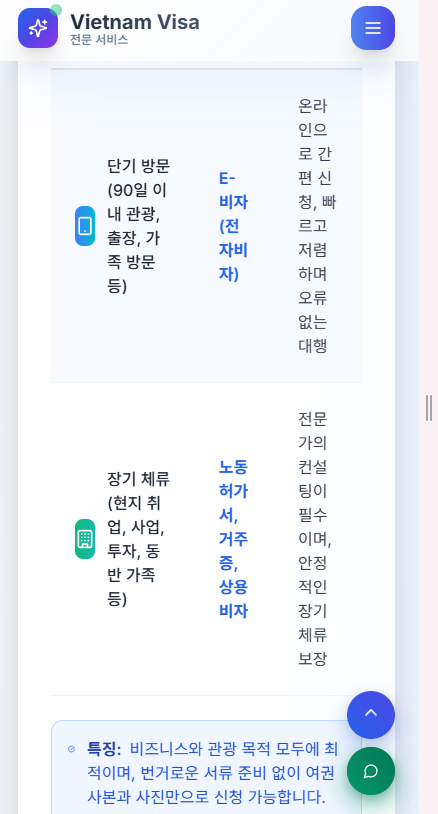 Vietnam Visa
전문 서비스
단기 방문
(90일 이
내 관광,
출장, 가
족 방문
등)
E-
비자
(전
자비
자)
온라
인으
로 간
편 신
청, 빠
르고
저렴
하며
오류
없는
대행
장기 체류
(현지 취
업, 사업,
투자, 동
반 가족
등)
노동
허가
서,
거주
증,
상용
비자
전문
가의
컨설
팅이
필수
이며,
안정
적인
장기
체류
보장
특징: 비즈니스와 관광 목적 모두에 최
적이며, 번거로운 서류 준비 없이 여권
사본과 사진만으로 신청 가능합니다.